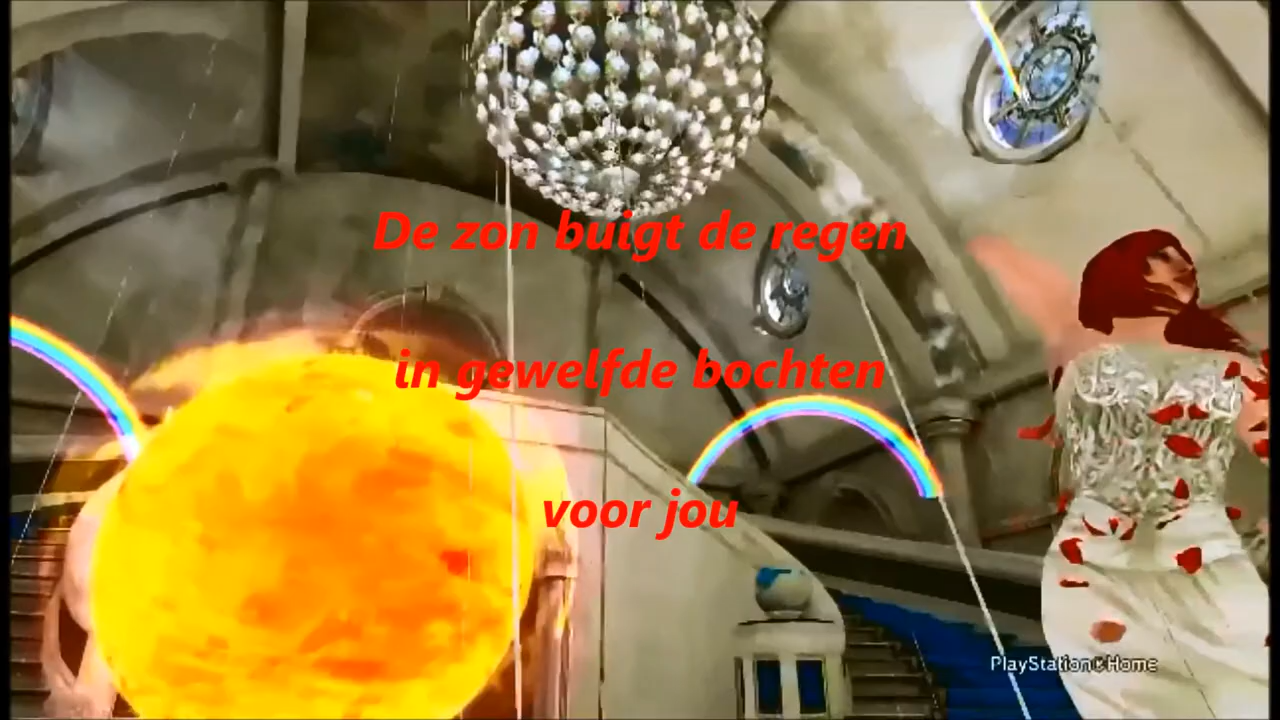 De zon buigt de regen
in gewelfde bochten
voor jou
PlayStation®Home